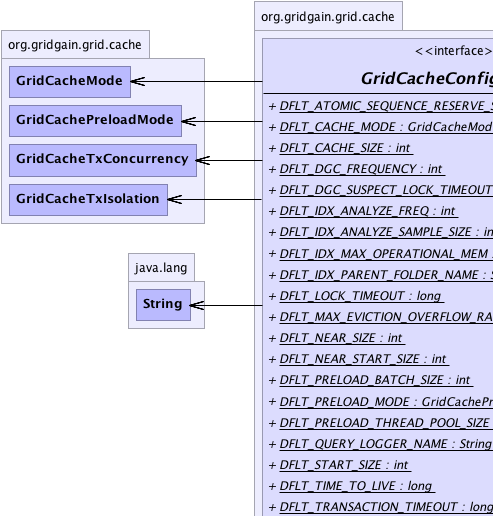 org.gridgain.grid.cache
GridCacheMode
GridCachePreloadMode
GridCacheTxConcurrency
GridCacheTxIsolation
java.lang
String
org.gridgain.grid.cache
<<interface>
GridCacheConfig
+ DFLT_ATOMIC_SEQUENCE_RESERVE_S
+ DFLT_CACHE_MODE : GridCacheMod
+ DFLT_CACHE_SIZE : int
+ DFLT_DGC_FREQUENCY : int
+ DFLT_DGC_SUSPECT_LOCK_TIMEOUT
+ DFLT_IDX_ANALYZE_FREQ : int
+ DFLT_IDX_ANALYZE_SAMPLE_SIZE : in
+ DFLT_IDX_MAX_OPERATIONAL_MEM :
+ DFLT_IDX_PARENT_FOLDER_NAME : S
+ DFLT_LOCK_TIMEOUT : long
+ DFLT_MAX_EVICTION_OVERFLOW_RA
+ DFLT_NEAR_SIZE : int
+ DFLT_NEAR_START_SIZE : int
+ DFLT_PRELOAD_BATCH_SIZE : int
+ DFLT_PRELOAD_MODE : GridCachePr
+ DFLT_PRELOAD_THREAD_POOL_SIZE
+ DFLT_QUERY_LOGGER_NAME : String
+ DFLT_START_SIZE : int
+ DFLT_TIME_TO_LIVE : long
+ DFLT_TRANSACTION_TIMEOUT : long